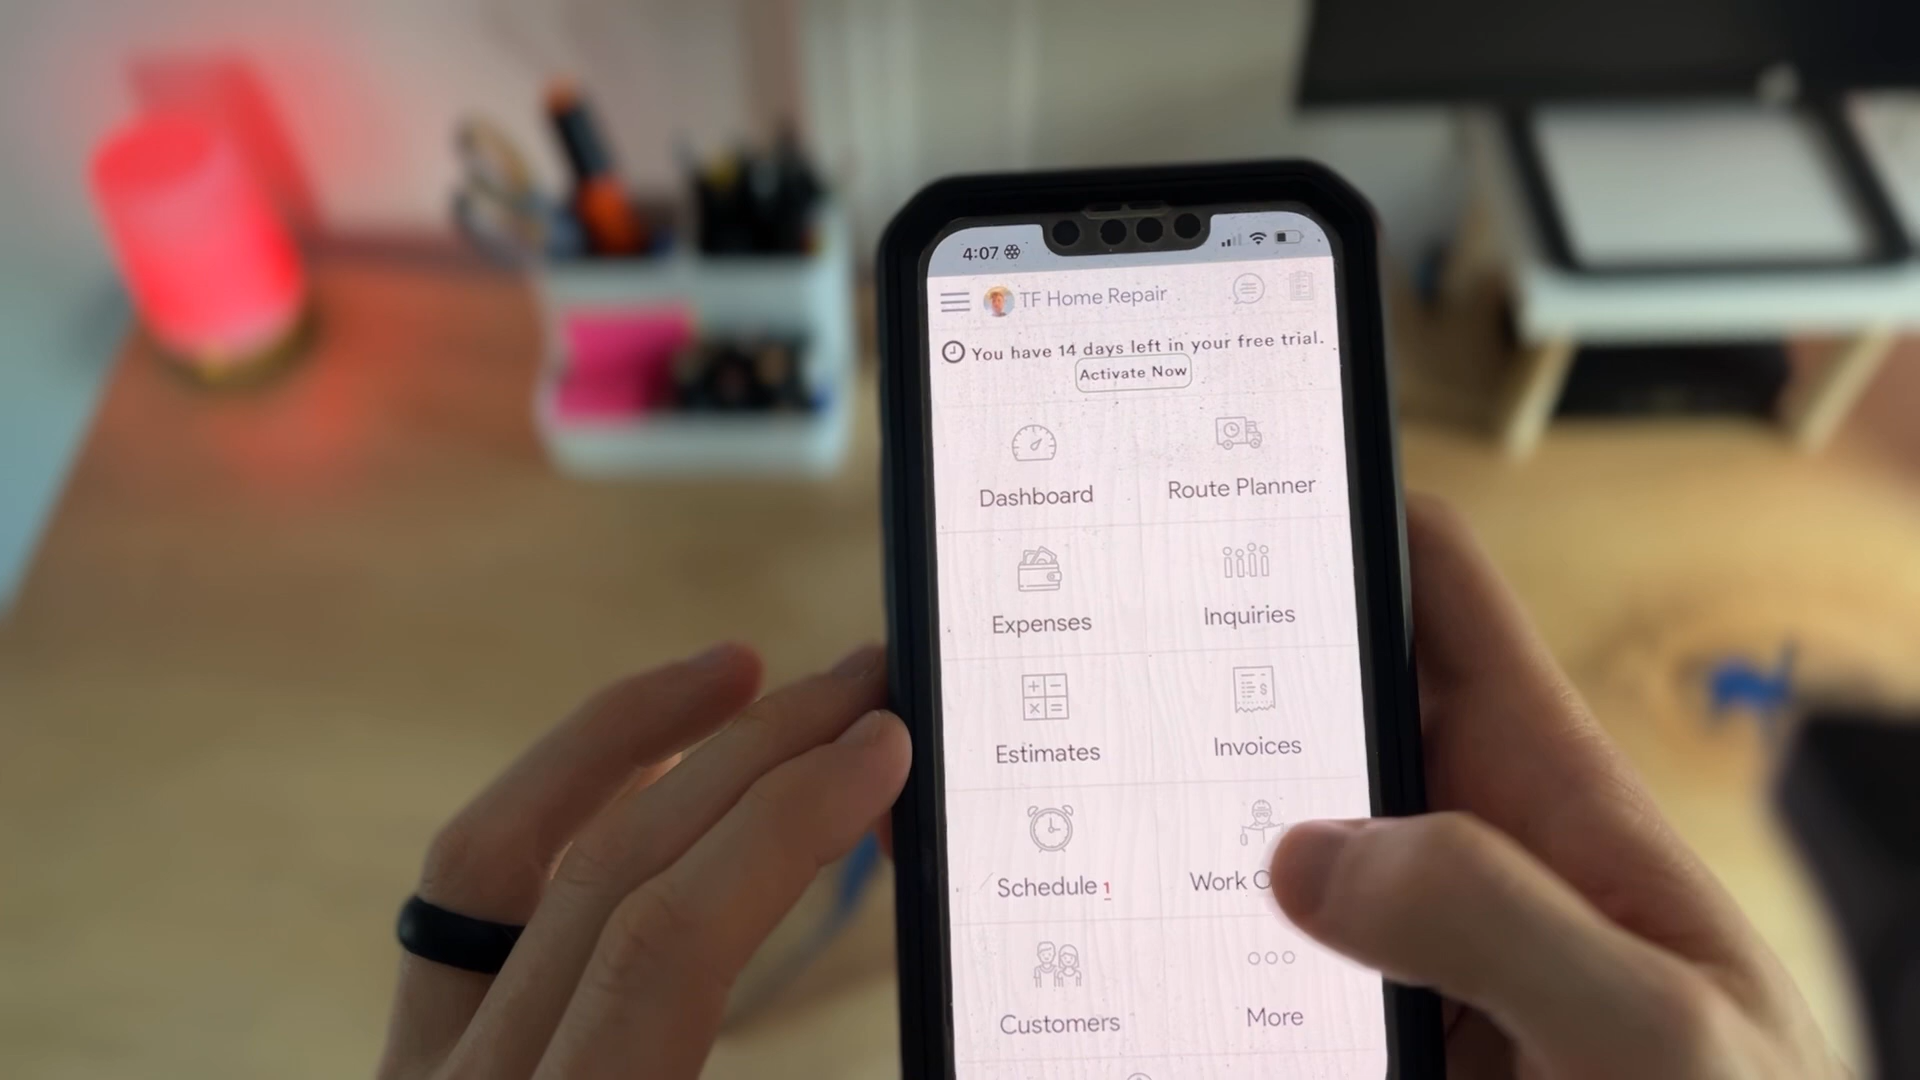 4:07
TF Home Repair
You have 14 days left in your free trial.
Activate Now
Dashboard
Route Planner
Expenses
Inquiries
Estimates
Invoices
Schedule 1
Work
Customers
More